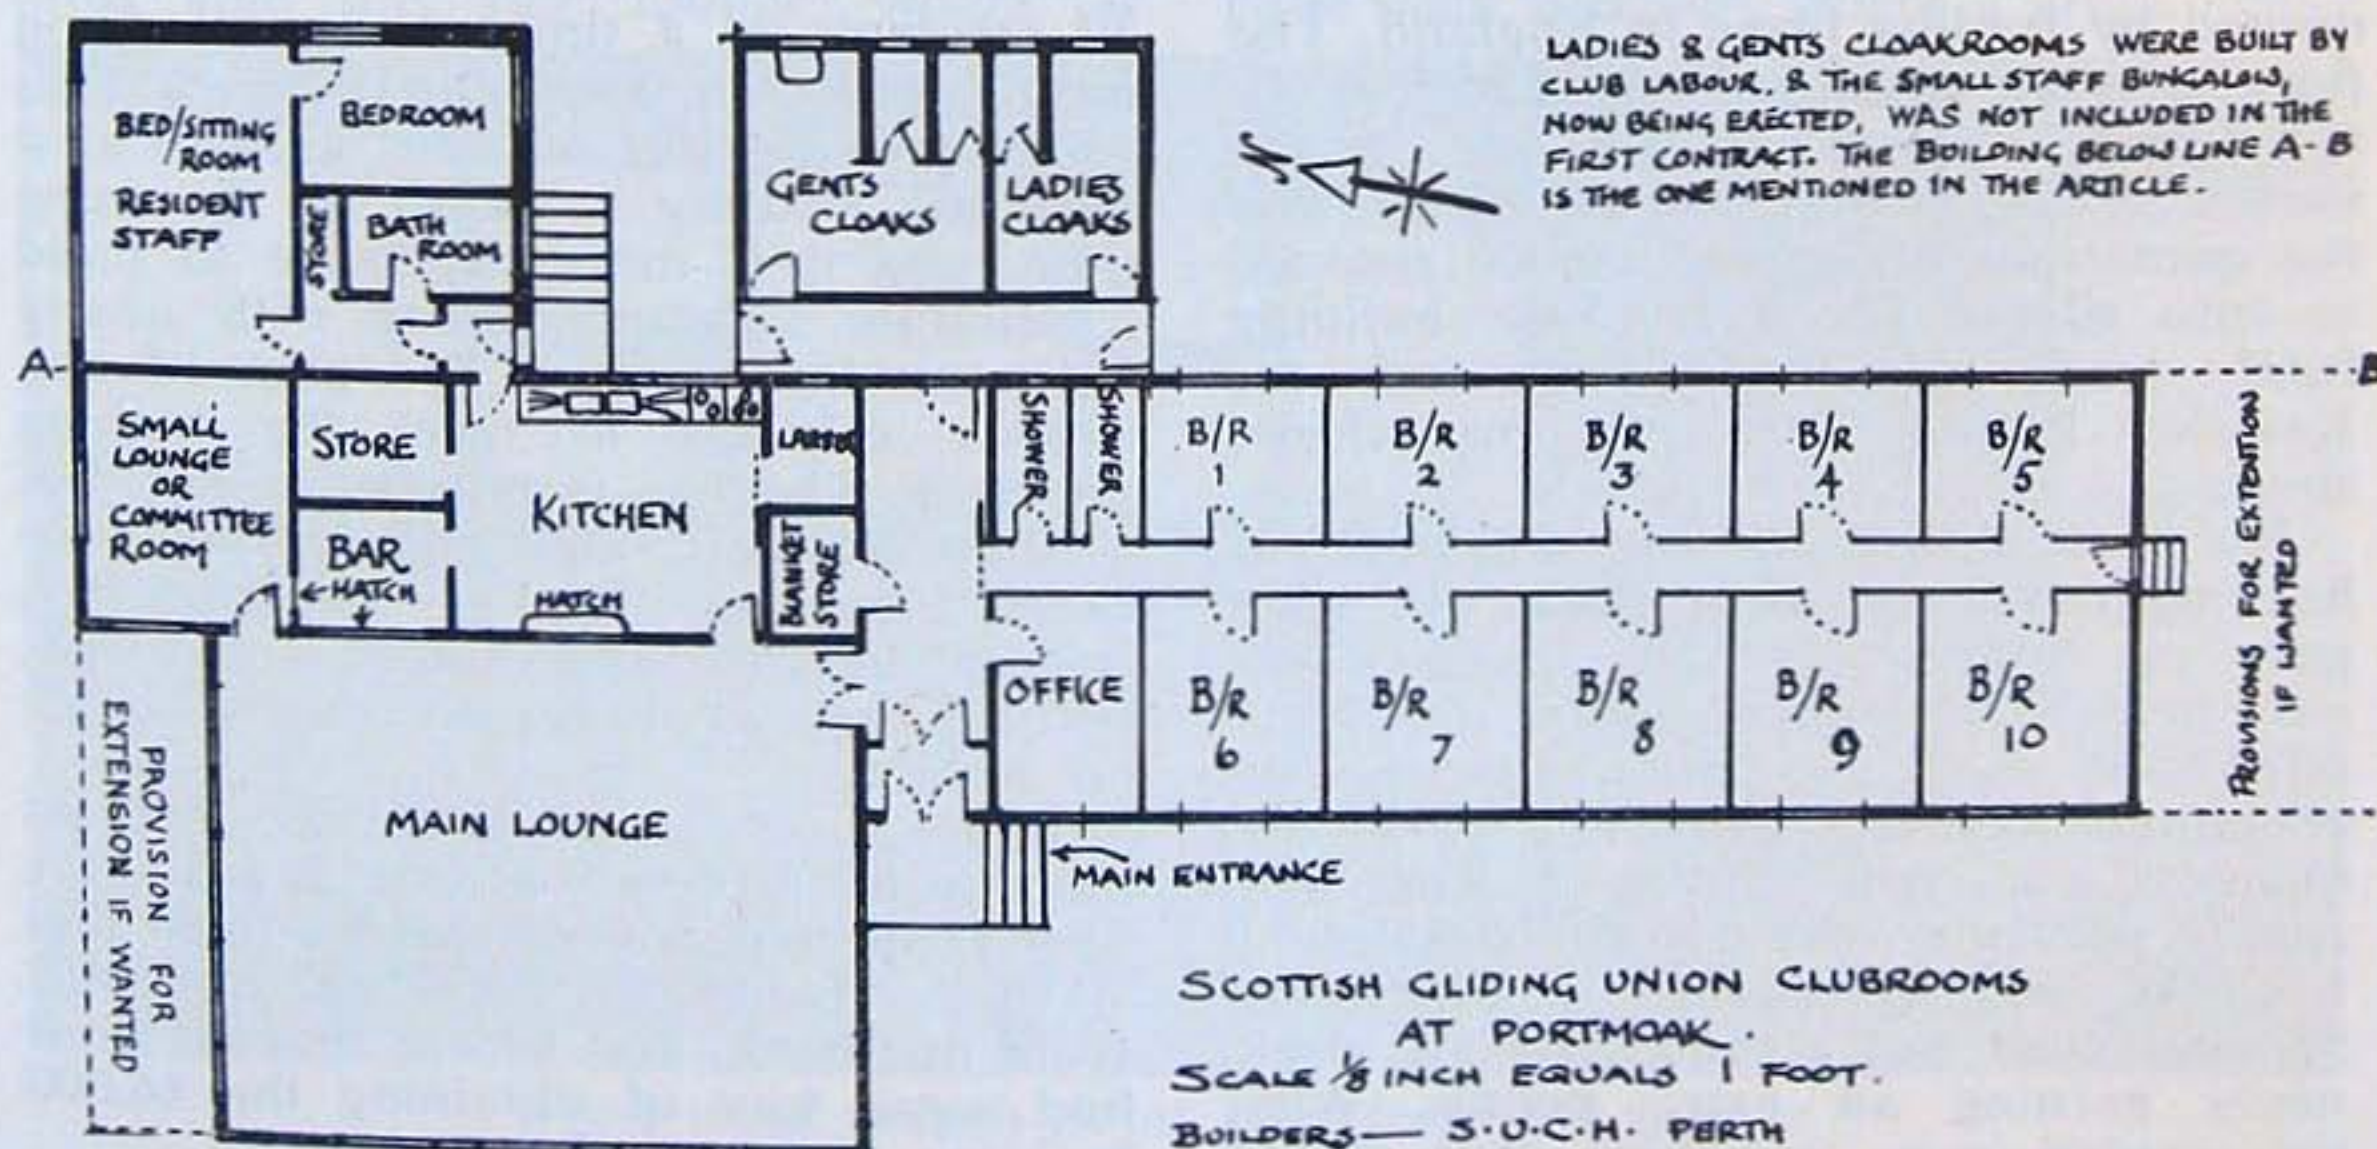 LADIES & GENTS CLOAKROOMS WERE BUILT BY
CLUB LABOUR, & THE SMALL STAFF BUNGALOW,
NOW BEING ERECTED, WAS NOT INCLUDED IN THE
FIRST CONTRACT. THE BUILDING BELOW LINE A-B
IS THE ONE MENTIONED IN THE ARTICLE.
N
BED/SITTING
ROOM
RESIDENT
STAFF
BEDROOM
STORE
BATH
ROOM
GENTS
CLOAKS
LADIES
CLOAKS
A-
B
SMALL
LOUNGE
OR
COMMITTEE
ROOM
STORE
BAR
←HATCH
↓
KITCHEN
HATCH
LARDER
BLANKET
STORE
SHOWER
SHOWER
B/R
1
B/R
2
B/R
3
B/R
4
B/R
5
OFFICE
B/R
6
B/R
7
B/R
8
B/R
9
B/R
10
PROVISIONS FOR EXTENTION
IF WANTED
PROVISION FOR
EXTENSION IF WANTED
MAIN LOUNGE
←MAIN ENTRANCE
SCOTTISH GLIDING UNION CLUBROOMS
AT PORTMOAK.
SCALE 1/8 INCH EQUALS 1 FOOT.
BUILDERS— S.U.C.H. PERTH